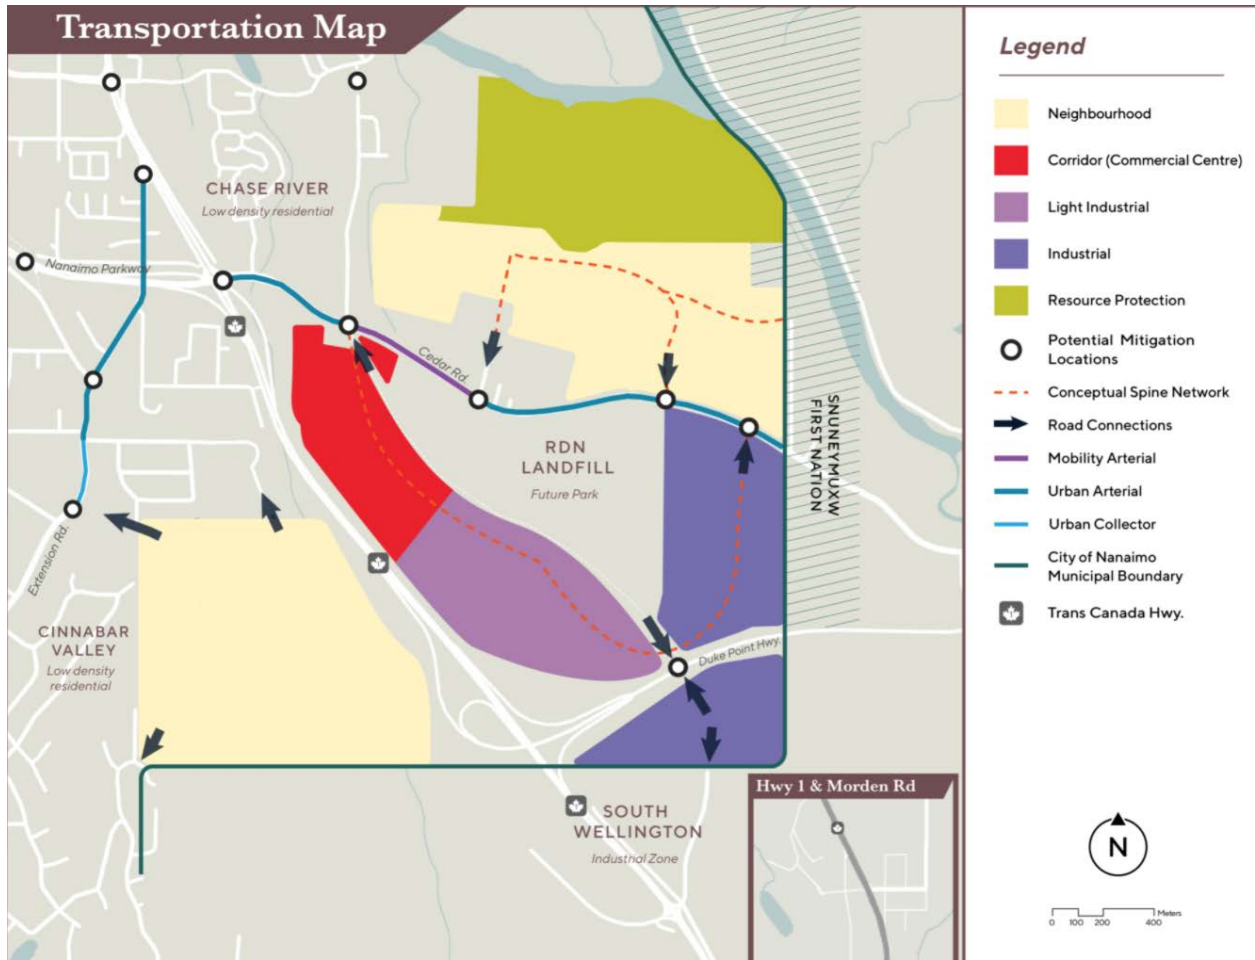 Transportation Map
CHASE RIVER
Low density residential
Nanaimo Parkway
Cedar Rd.
RDN
LANDFILL
Future Park
SNUNEYMUXW
FIRST NATION
Extension Rd.
CINNABAR
VALLEY
Low density
residential
Duke Point Hwy.
SOUTH
WELLINGTON
Industrial Zone
Hwy 1 & Morden Rd
Legend
Neighbourhood
Corridor (Commercial Centre)
Light Industrial
Industrial
Resource Protection
Potential Mitigation
Locations
Conceptual Spine Network
Road Connections
Mobility Arterial
Urban Arterial
Urban Collector
City of Nanaimo
Municipal Boundary
Trans Canada Hwy.
N
Meters
0 100 200 400